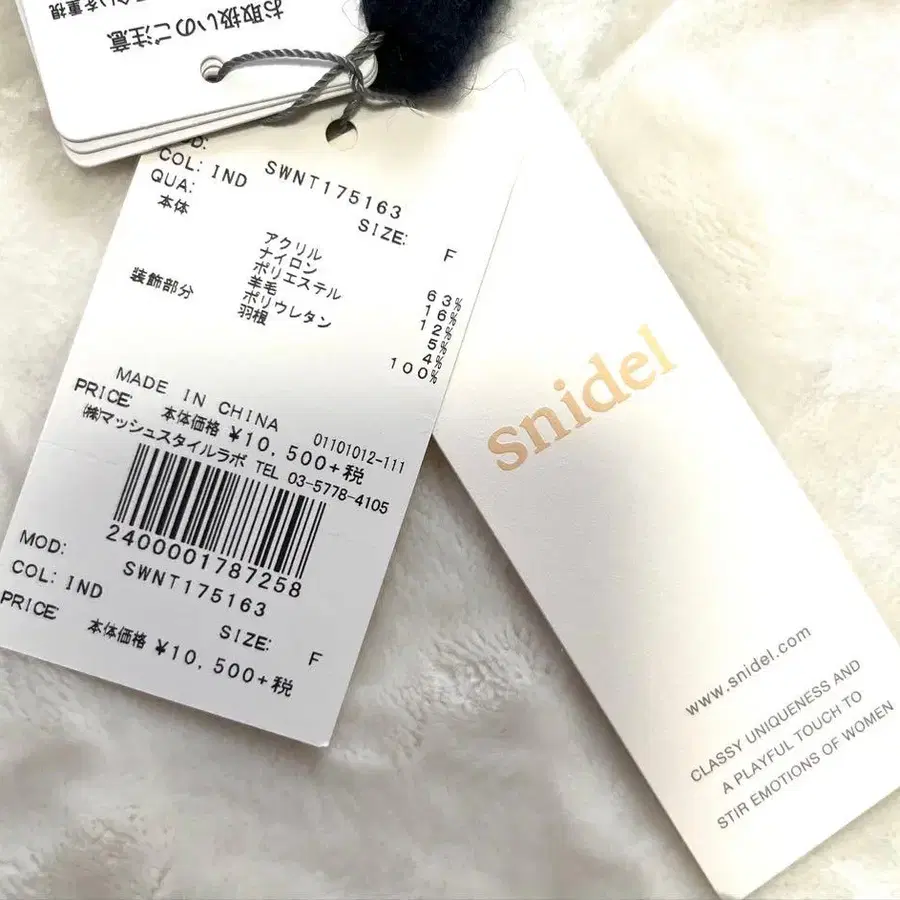 お取扱いのご注意
を重視
COL: IND
SWNT175163
QUA:
SIZE: F
本体
アクリル 63%
ナイロン 16%
ポリエステル 12%
羊毛 5%
ポリウレタン 4%
装飾部分 羽根 100%
MADE IN CHINA
01101012-111
PRICE 本体価格 ¥10,500+税
㈱マッシュスタイルラボ TEL 03-5778-4105
2400001787258
MOD: SWNT175163
COL: IND SIZE: F
PRICE 本体価格 ¥10,500+税
snidel
www.snidel.com
CLASSY UNIQUENESS AND
A PLAYFUL TOUCH TO
STIR EMOTIONS OF WOMEN